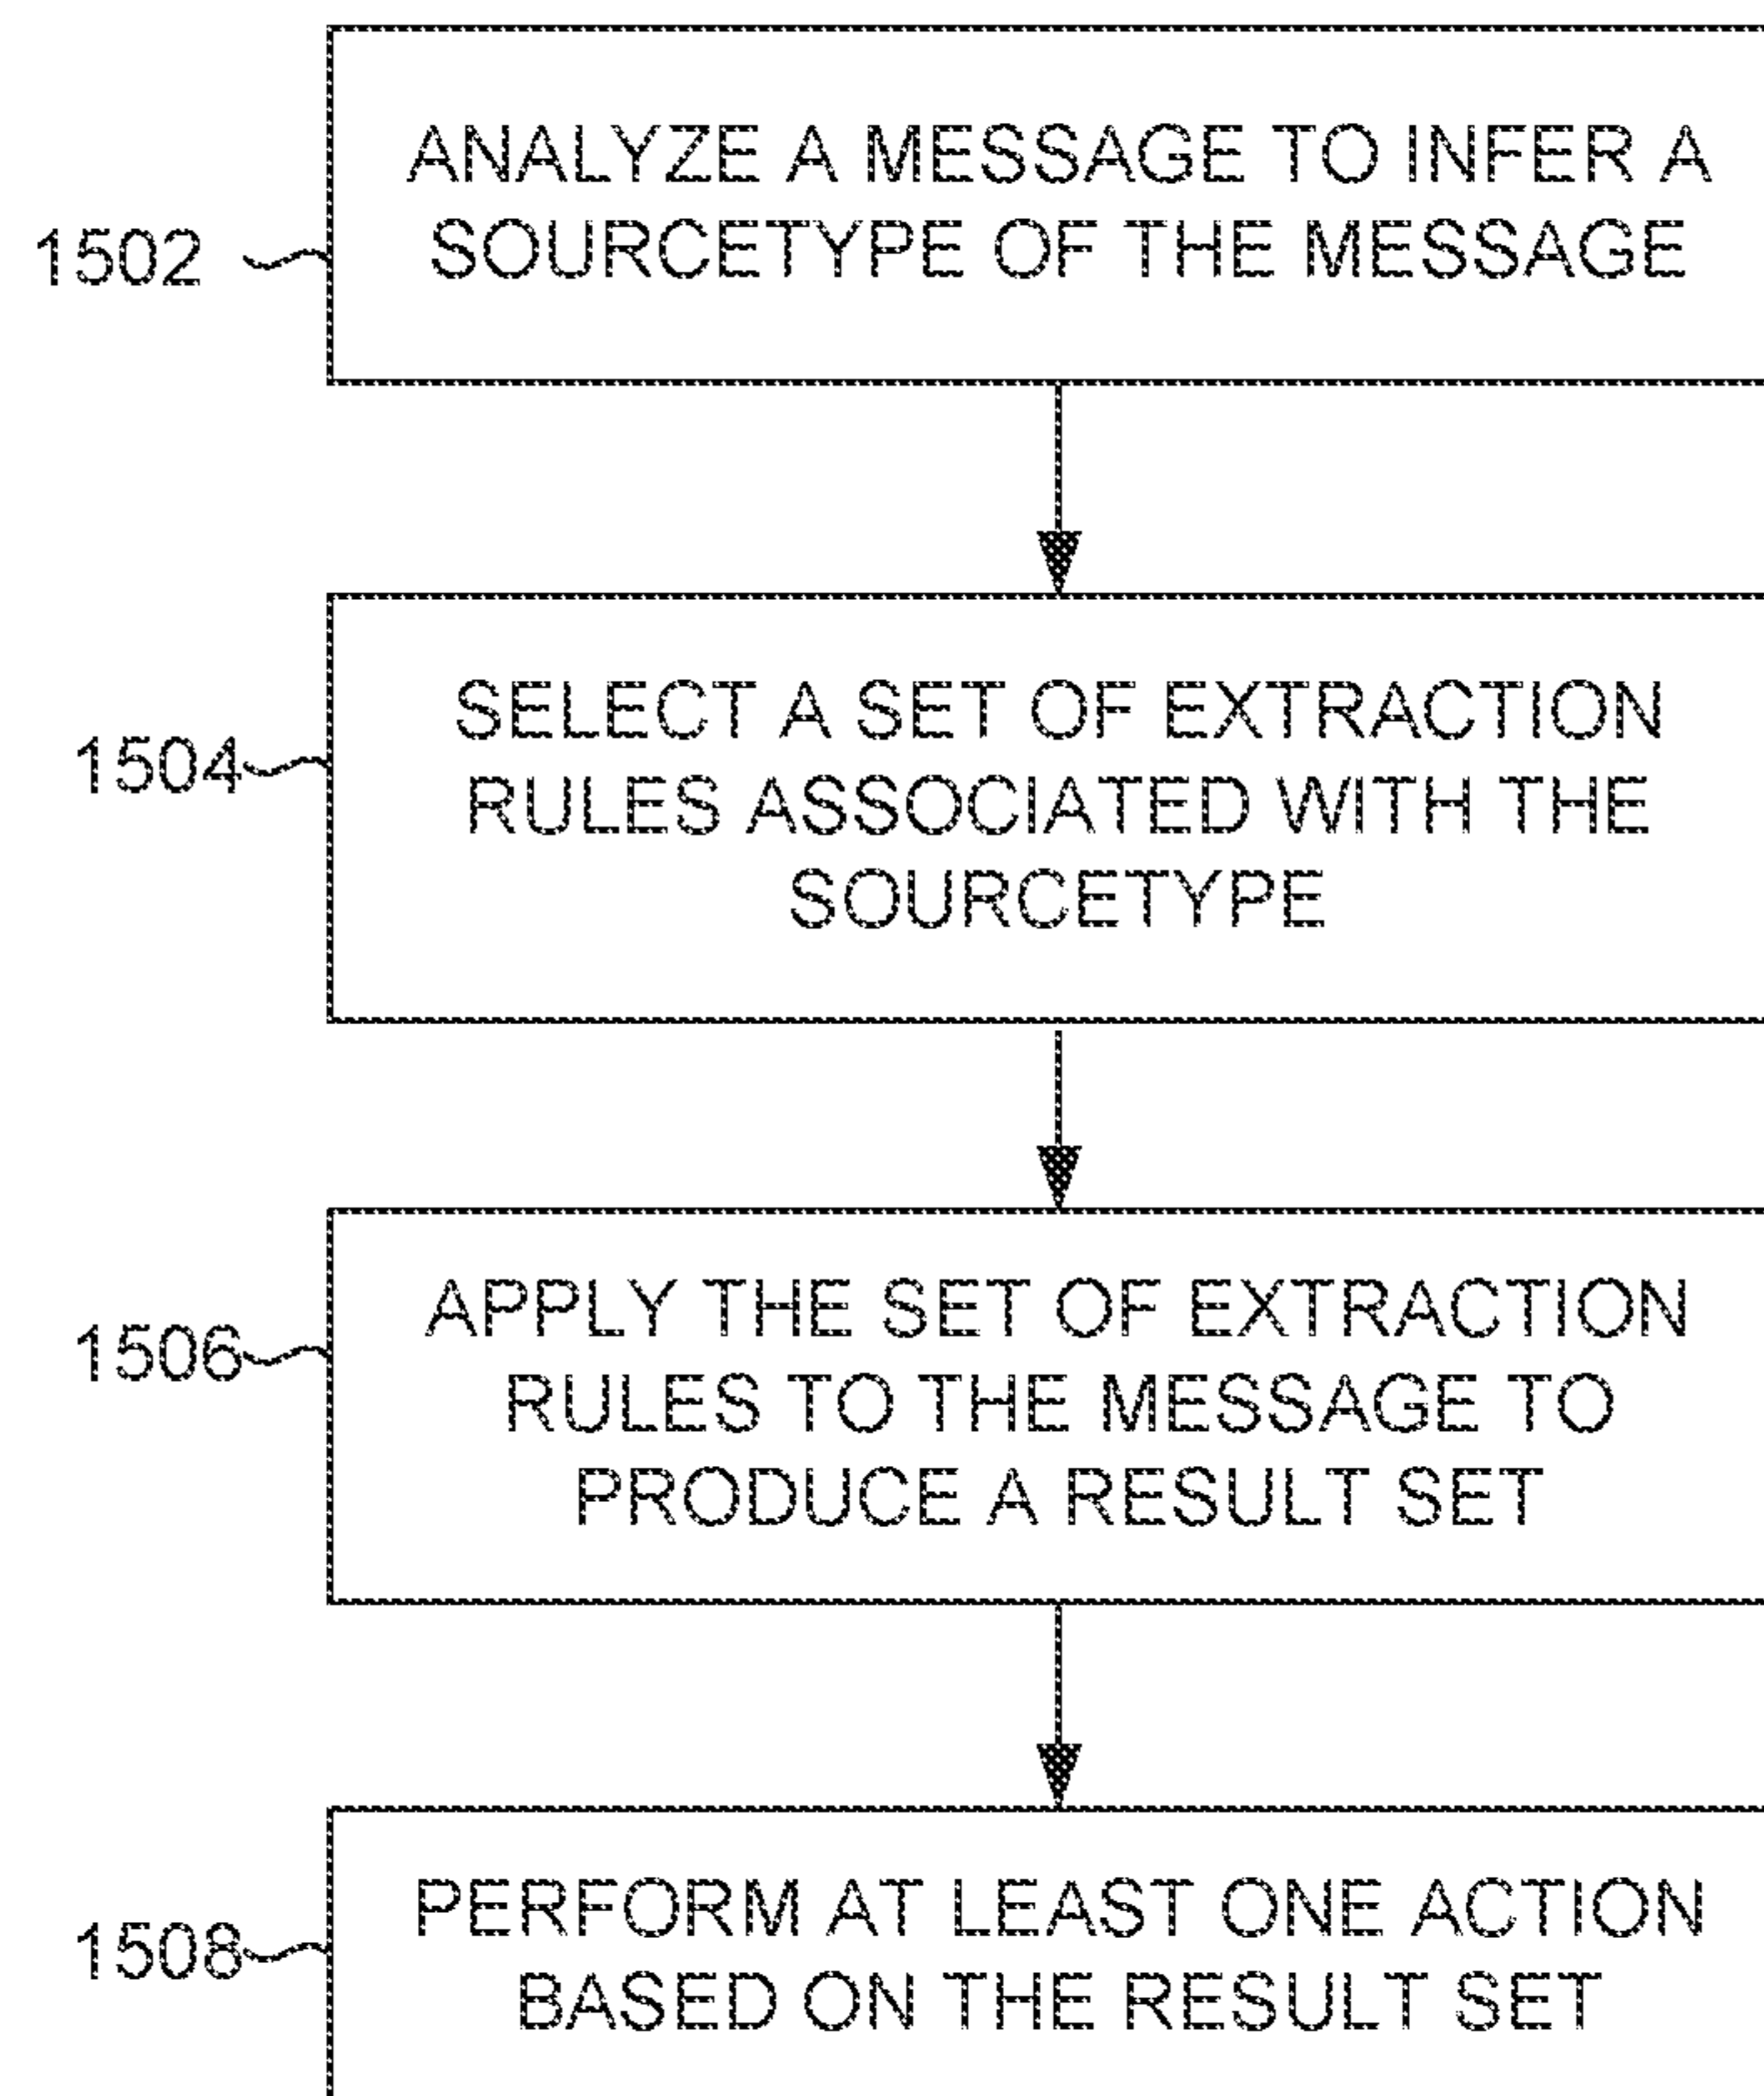 ANALYZE A MESSAGE TO INFER A
SOURCETYPE OF THE MESSAGE
1502
SELECT A SET OF EXTRACTION
RULES ASSOCIATED WITH THE
SOURCETYPE
1504
APPLY THE SET OF EXTRACTION
RULES TO THE MESSAGE TO
PRODUCE A RESULT SET
1506
PERFORM AT LEAST ONE ACTION
BASED ON THE RESULT SET
1508